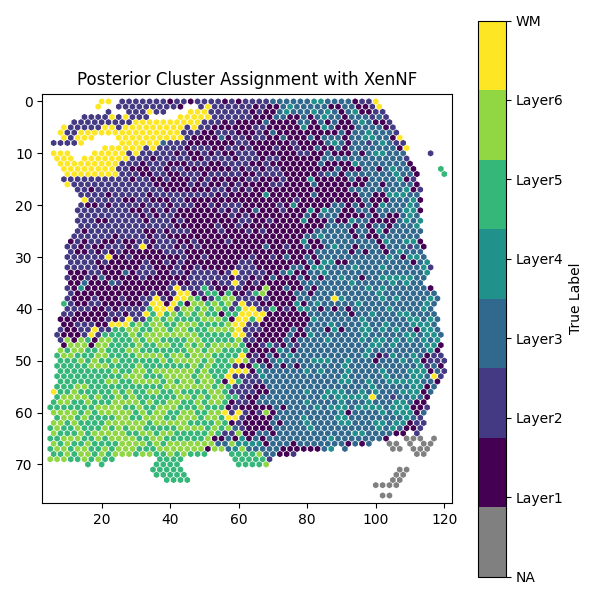 Posterior Cluster Assignment with XenNF
0
10
20
30
40
50
60
70
20
40
60
80
100
120
WM
Layer6
Layer5
Layer4
Layer3
Layer2
Layer1
NA
True Label